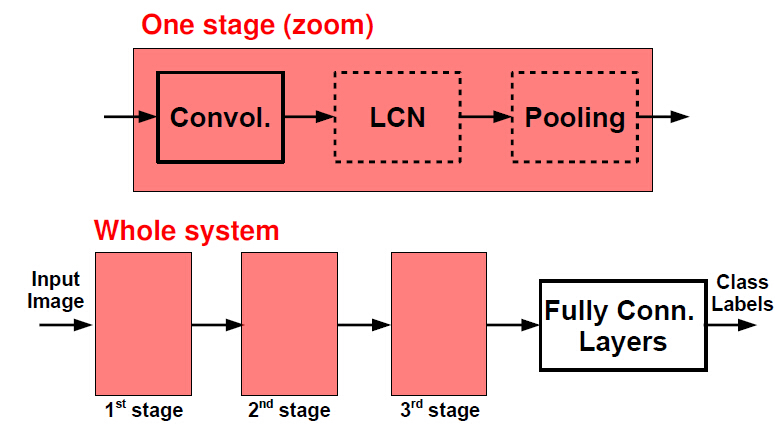 One stage (zoom)
Convol.
LCN
Pooling
Whole system
Input
Image
1st stage
2nd stage
3rd stage
Fully Conn.
Layers
Class
Labels